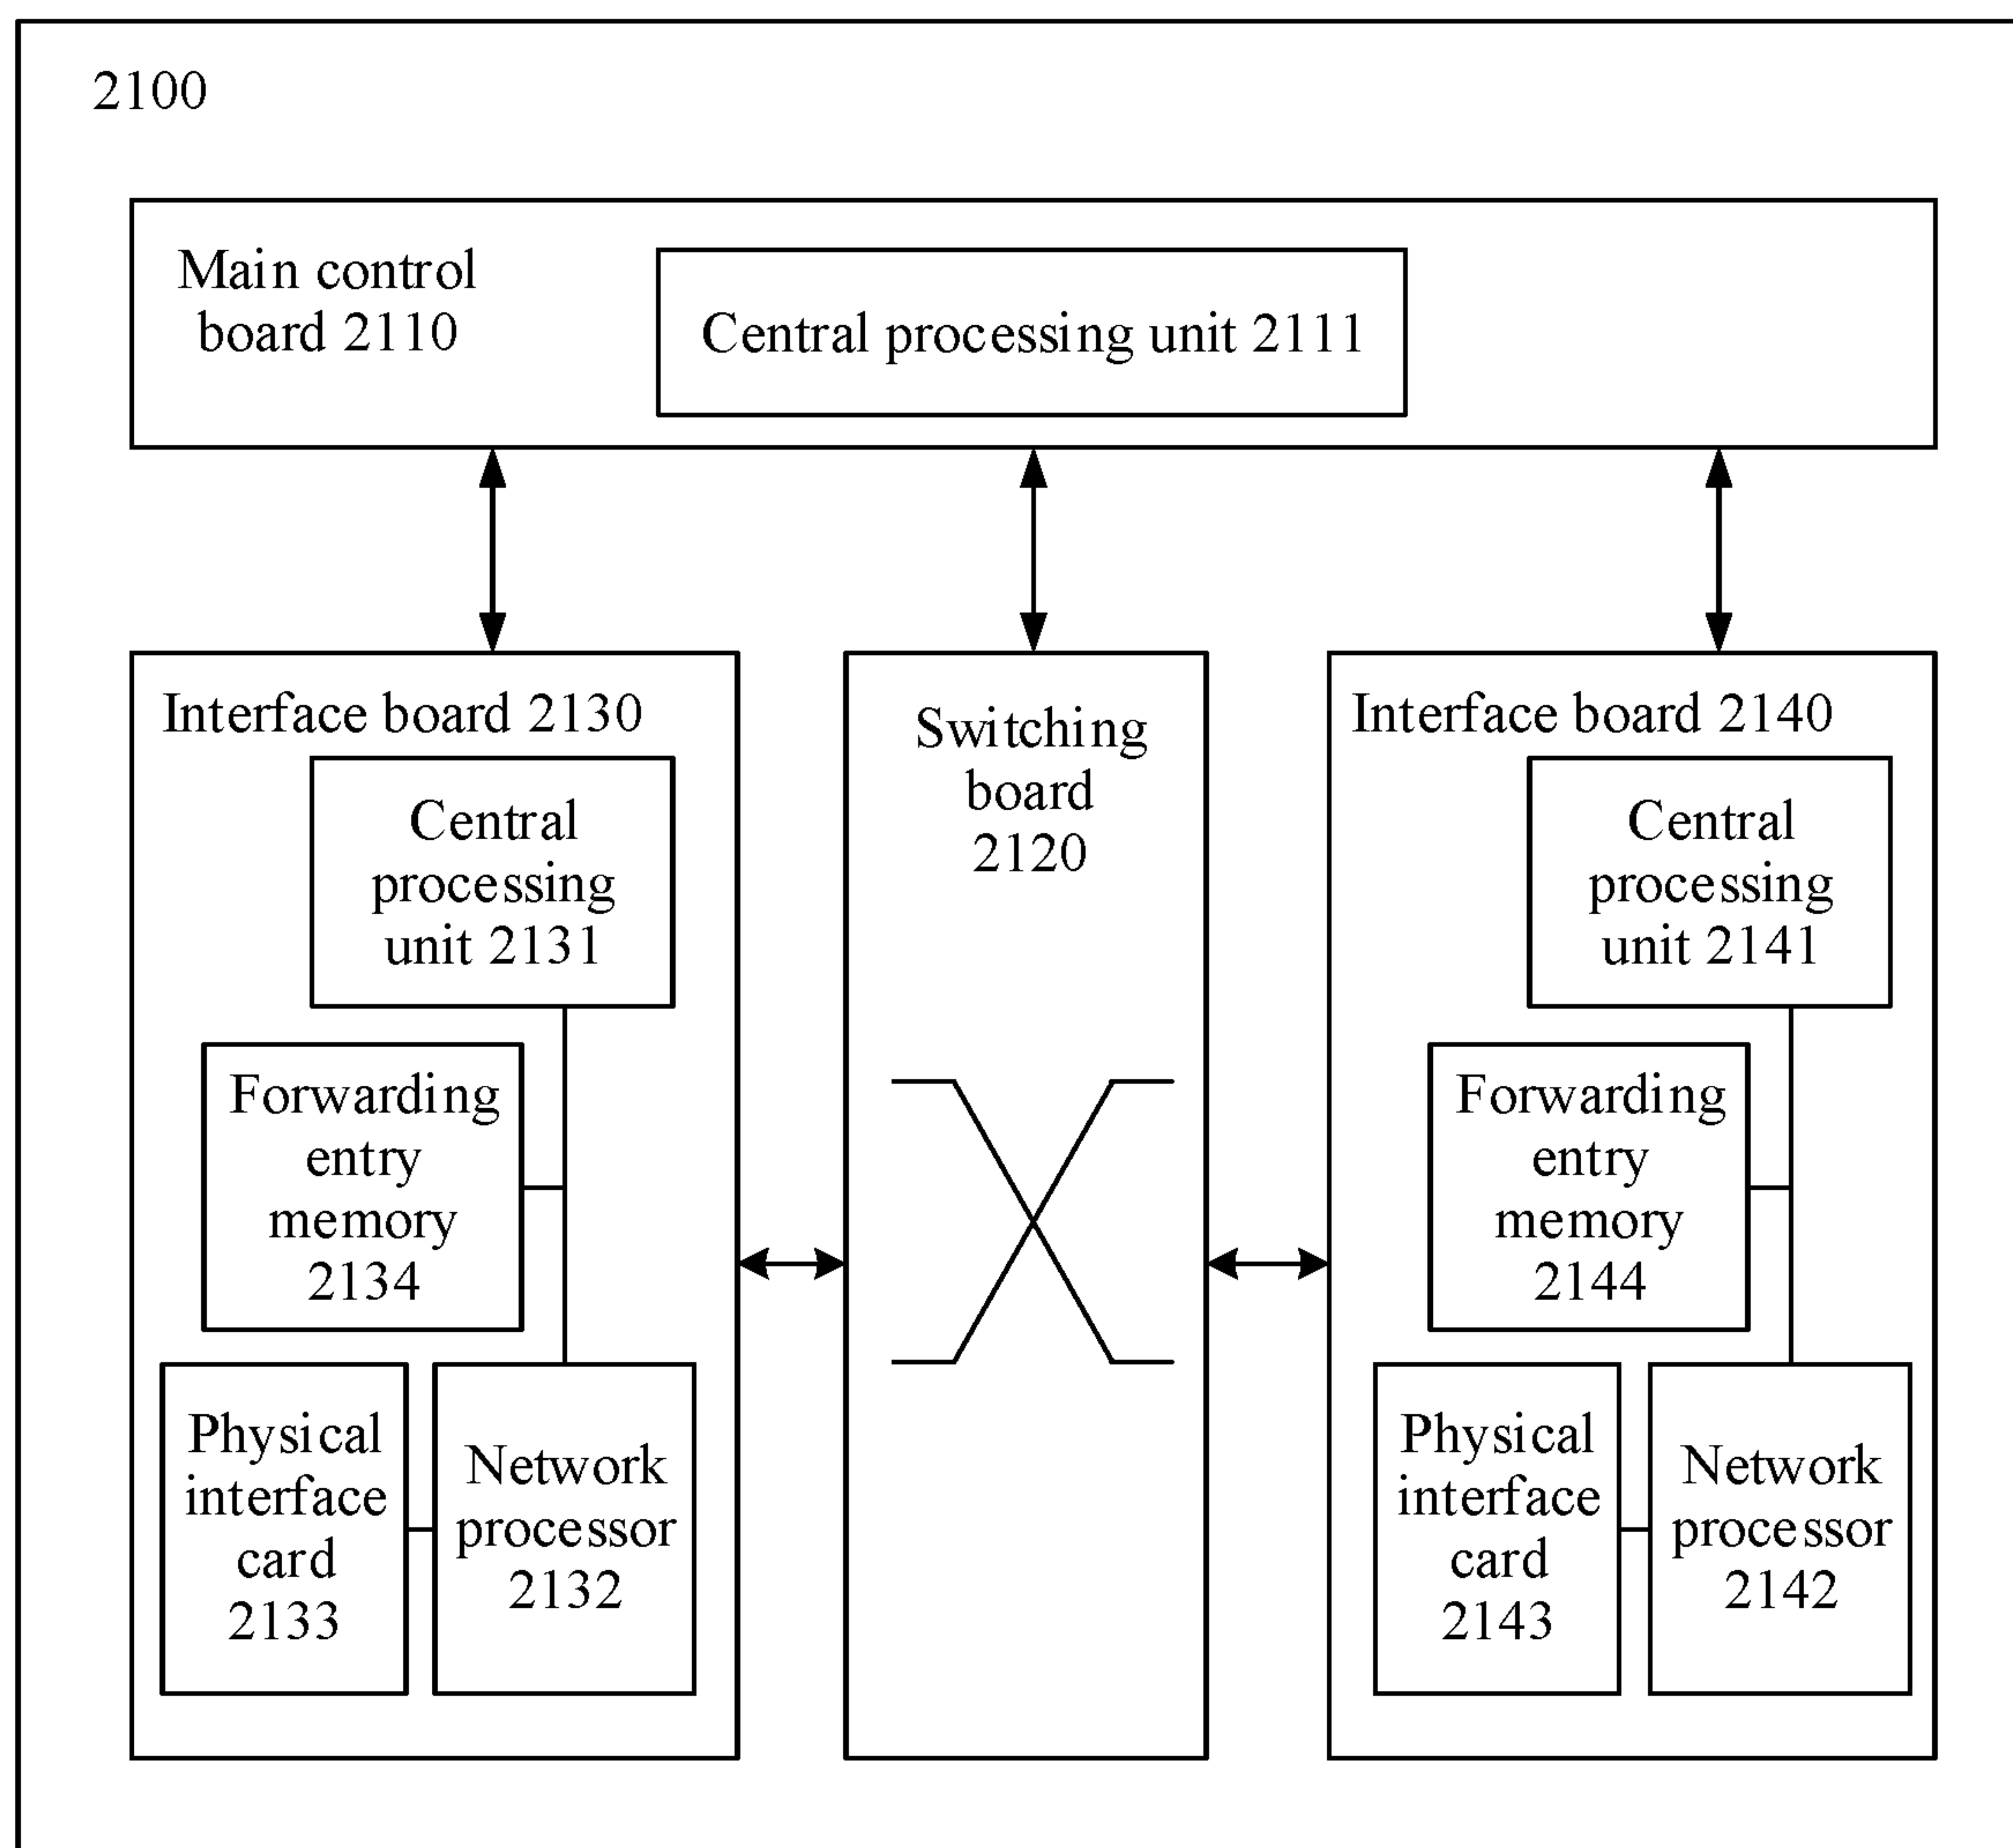 2100
Main control
board 2110
Central processing unit 2111
Interface board 2130
Central
processing
unit 2131
Forwarding
entry
memory
2134
Physical
interface
card
2133
Network
processor
2132
Switching
board
2120
Interface board 2140
Central
processing
unit 2141
Forwarding
entry
memory
2144
Physical
interface
card
2143
Network
processor
2142